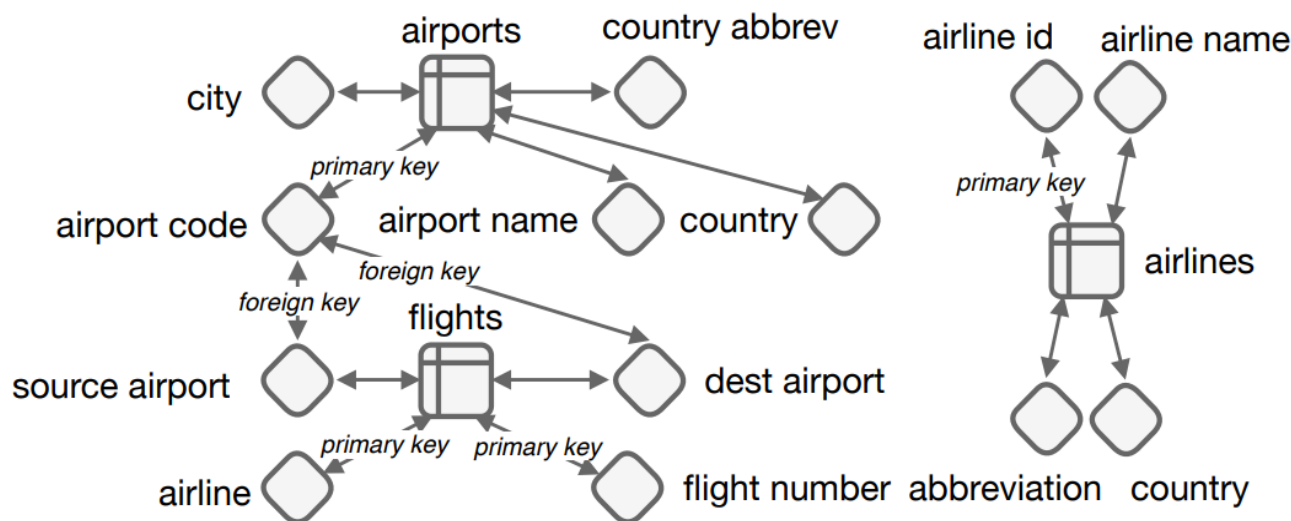 airports
country abbrev
airline id
airline name
city
primary key
primary key
airport code
airport name
country
foreign key
airlines
foreign key
flights
source airport
dest airport
primary key
primary key
airline
flight number
abbreviation
country